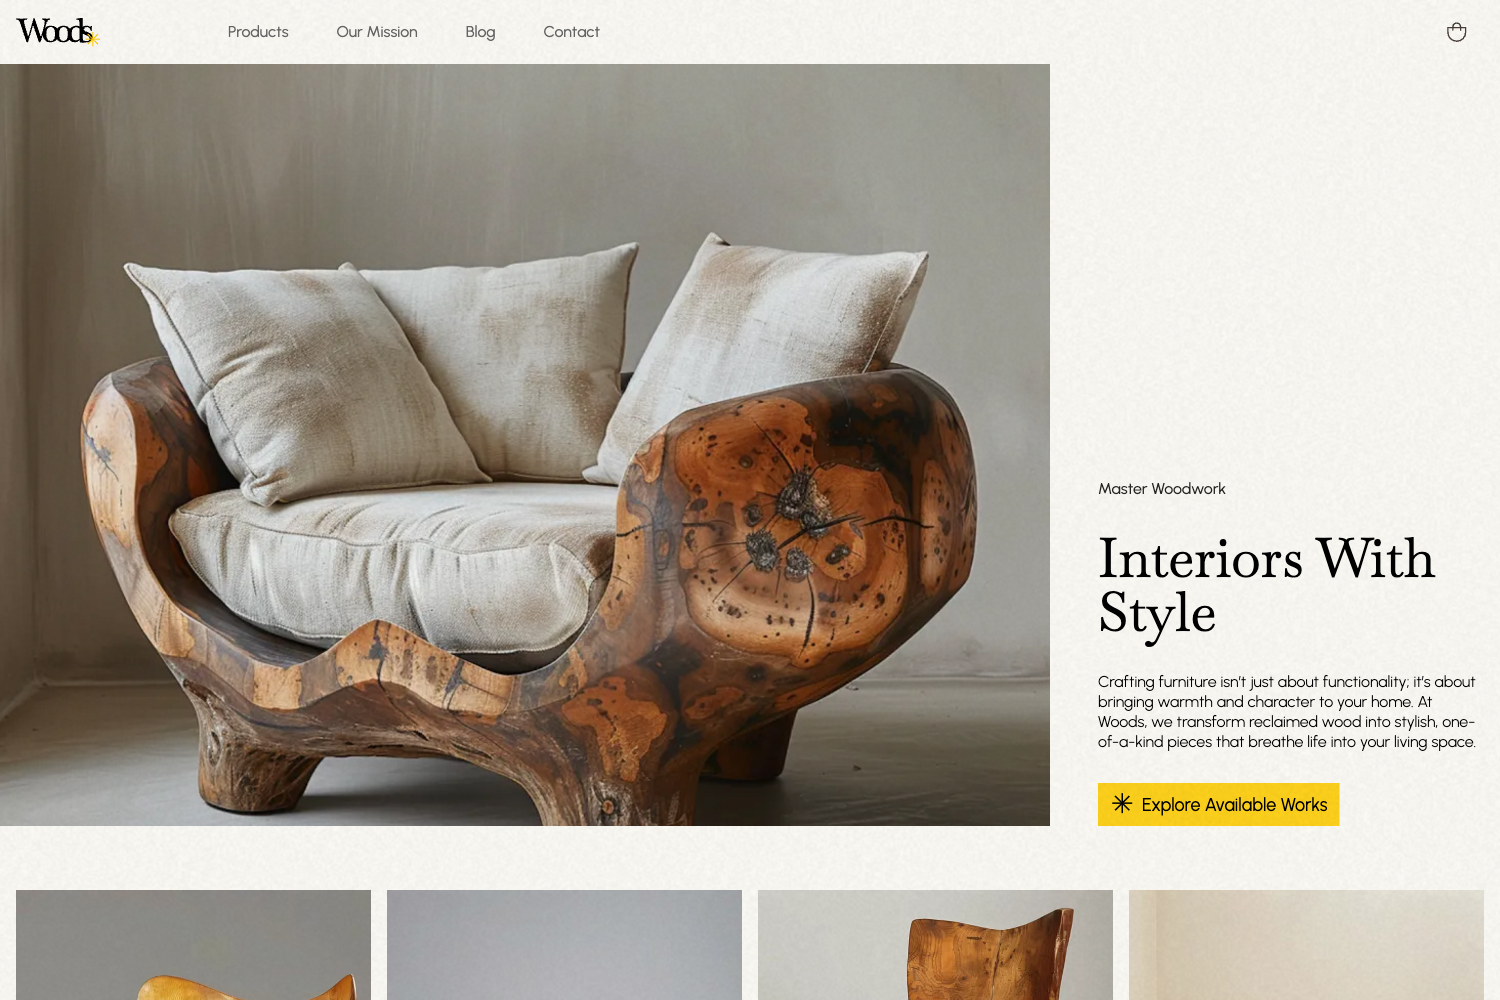 Woods
Products
Our Mission
Blog
Contact
Master Woodwork
Interiors With
Style
Crafting furniture isn't just about functionality; it's about
bringing warmth and character to your home. At
Woods, we transform reclaimed wood into stylish, one-
of-a-kind pieces that breathe life into your living space.
Explore Available Works